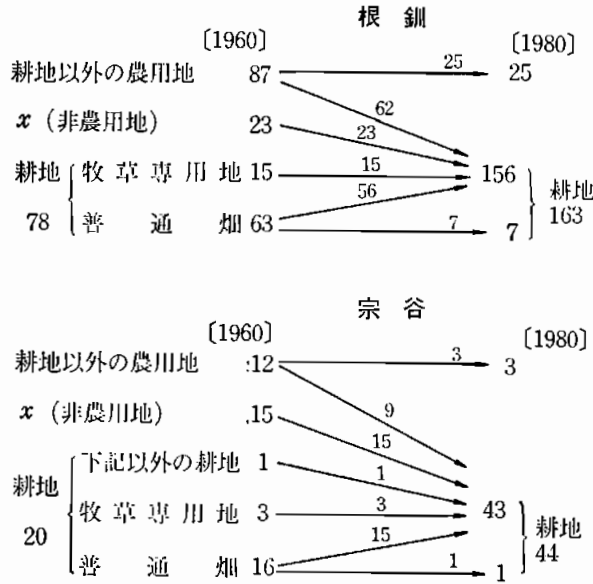 根釧
〔1960〕 〔1980〕
耕地以外の農用地 87 25 25
62
x (非農用地) 23 23
耕地 牧草専用地 15 15 156 耕地
56
78 普通畑 63 7 7 163
宗谷
〔1960〕 〔1980〕
耕地以外の農用地 12 3 3
9
x (非農用地) 15 15
下記以外の耕地 1 1
耕地 牧草専用地 3 3 43 耕地
20 15 44
普通畑 16 1 1